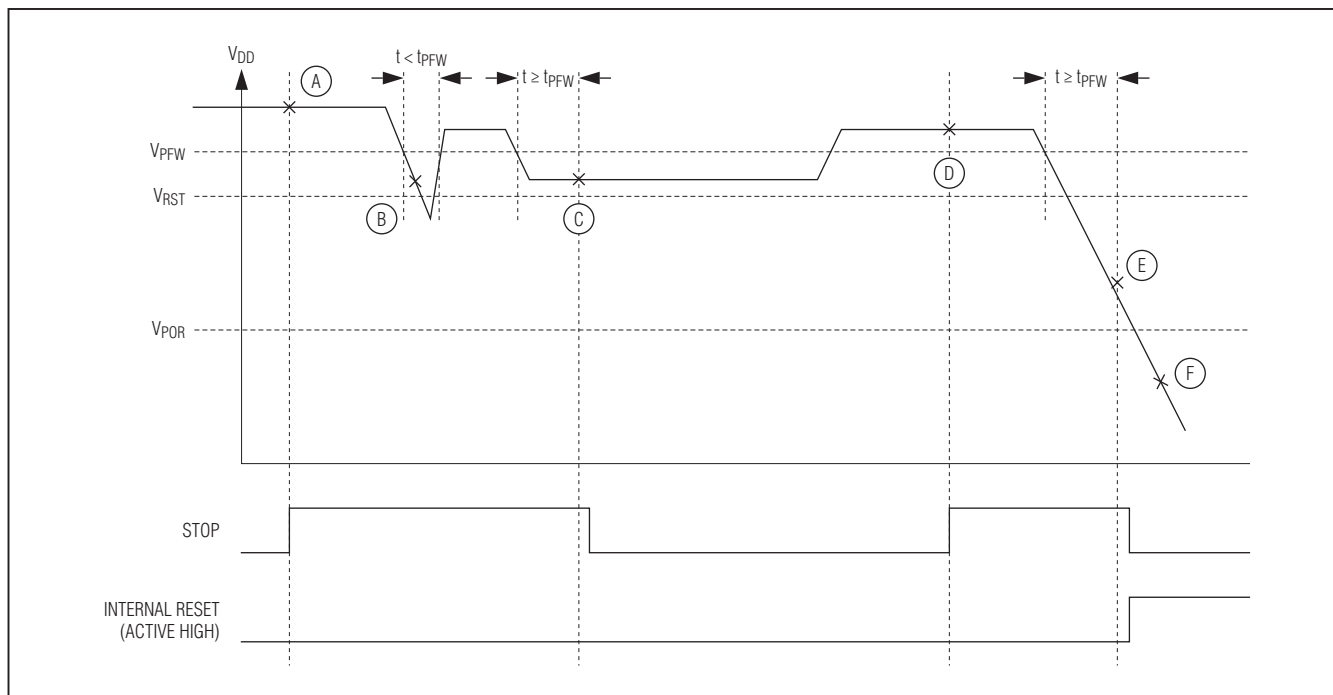 VDD
t < tPFW
t ≥ tPFW
t ≥ tPFW
A
VPFW
D
VRST
B
C
E
VPOR
F
STOP
INTERNAL RESET
(ACTIVE HIGH)